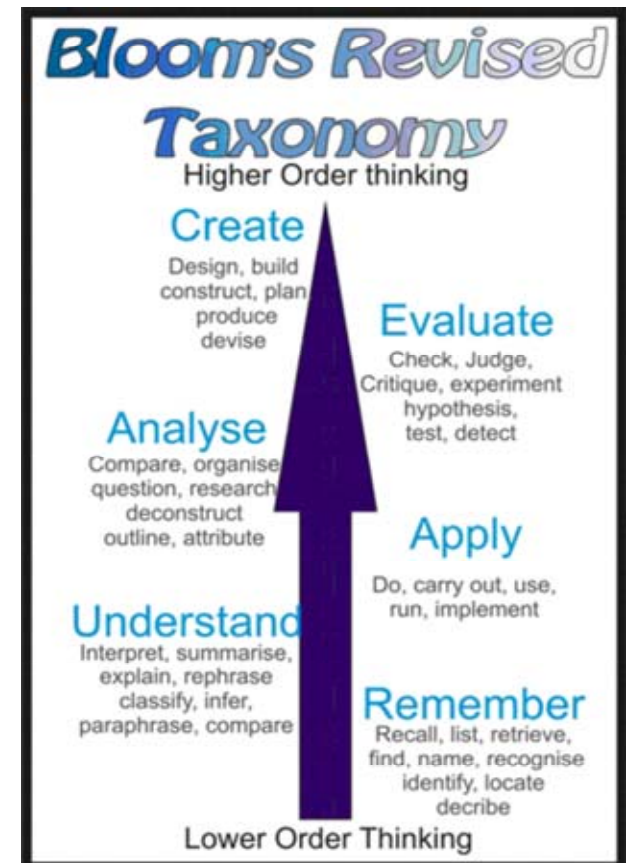 Bloom's Revised
Taxonomy
Higher Order thinking
Create
Design, build
construct, plan
produce
devise
Evaluate
Check, Judge,
Critique, experiment
hypothesis,
test, detect
Analyse
Compare, organise
question, research
deconstruct
outline, attribute
Apply
Do, carry out, use,
run, implement
Understand
Interpret, summarise,
explain, rephrase
classify, infer,
paraphrase, compare
Remember
Recall, list, retrieve,
find, name, recognise
identify, locate
decribe
Lower Order Thinking